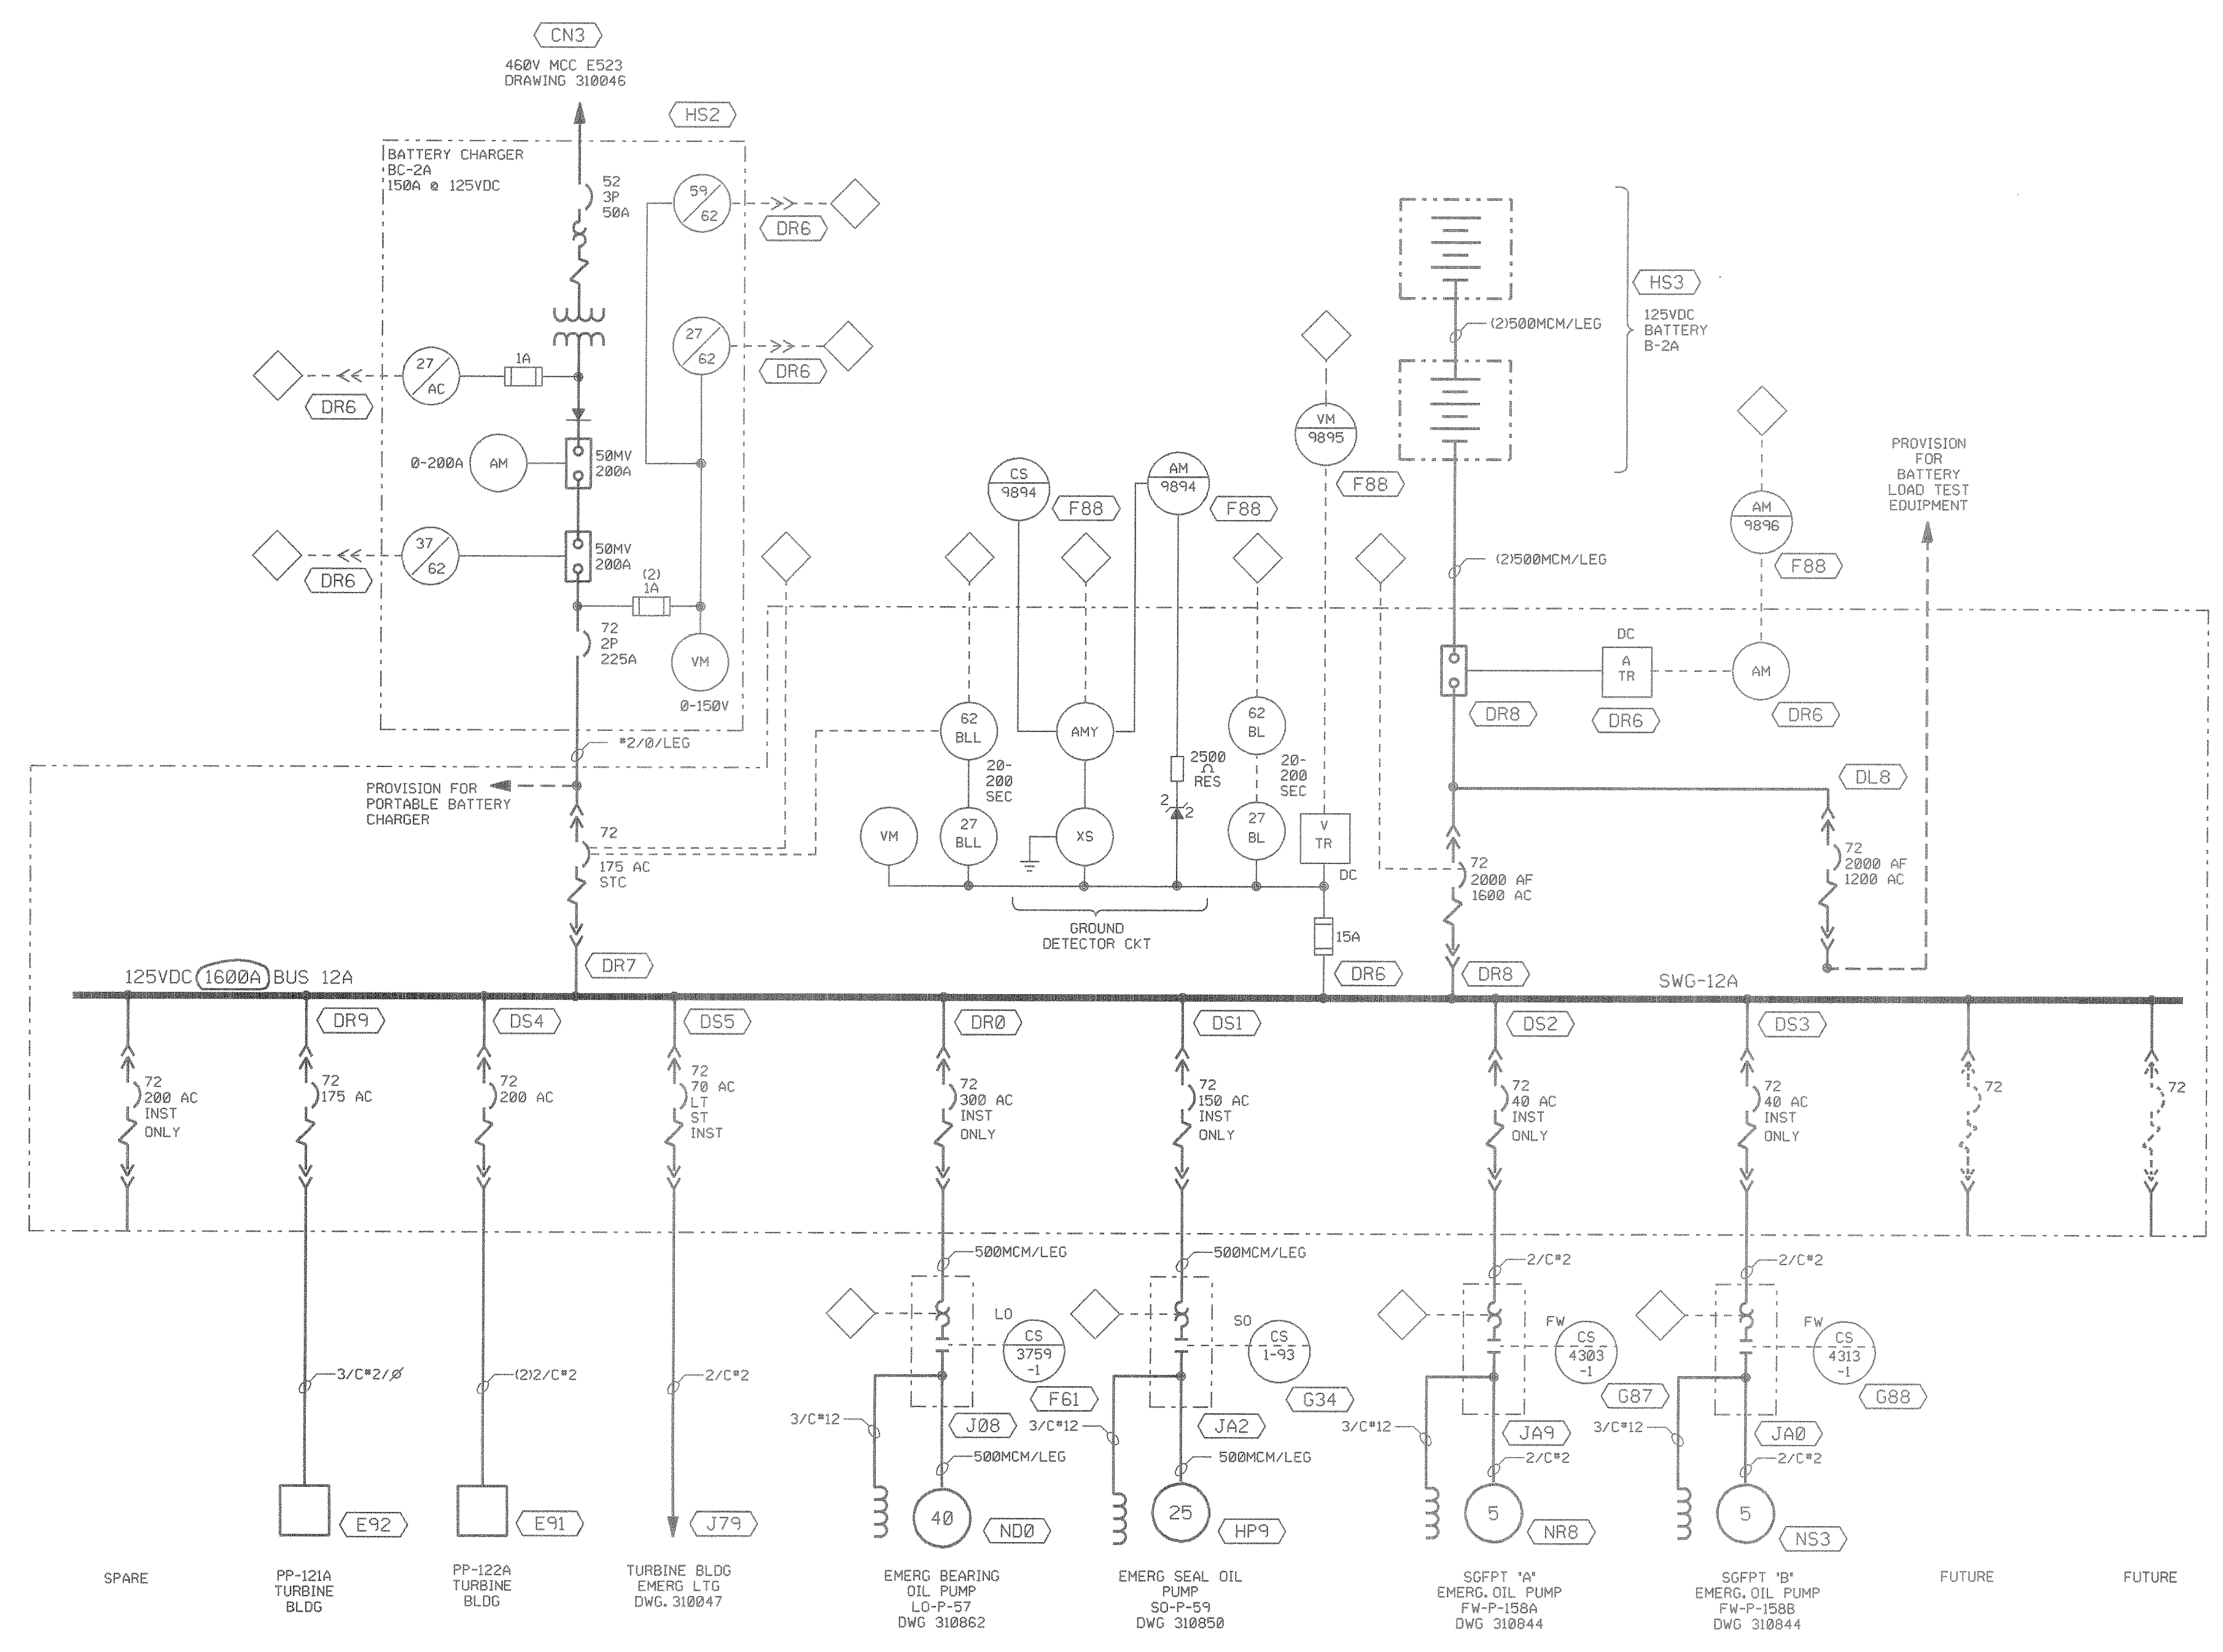 CN3
460V MCC E523
DRAWING 310046
HS2
BATTERY CHARGER
BC-2A
150A @ 125VDC
52
3P
50A
59
62
DR6
27
62
DR6
27
AC
1A
DR6
0-200A
AM
50MV
200A
37
62
DR6
50MV
200A
(2)
1A
72
2P
225A
VM
0-150V
#2/0/LEG
PROVISION FOR
PORTABLE BATTERY
CHARGER
72
175 AC
STC
DR7
CS
9894
F88
AM
9894
F88
VM
9895
F88
62
BLL
20-
200
SEC
27
BLL
VM
AMY
XS
2500
Ω
RES
2
2
62
BL
20-
200
SEC
27
BL
V
TR
DC
GROUND
DETECTOR CKT
15A
DR6
(2)500MCM/LEG
HS3
125VDC
BATTERY
B-2A
(2)500MCM/LEG
AM
9896
F88
PROVISION
FOR
BATTERY
LOAD TEST
EQUIPMENT
DC
A
TR
AM
DR8
DR6
DR6
DL8
72
2000 AF
1600 AC
72
2000 AF
1200 AC
DR8
125VDC 1600A BUS 12A
SWG-12A
DR9
DS4
DS5
DR0
DS1
DS2
DS3
72
200 AC
INST
ONLY
72
175 AC
72
200 AC
72
70 AC
LT
ST
INST
72
300 AC
INST
ONLY
72
150 AC
INST
ONLY
72
40 AC
INST
ONLY
72
40 AC
INST
ONLY
72
72
3/C#2/Ø
(2)2/C#2
2/C#2
500MCM/LEG
LO
CS
3759
-1
F61
3/C#12
J08
500MCM/LEG
500MCM/LEG
SO
CS
1-93
G34
3/C#12
JA2
500MCM/LEG
2/C#2
FW
CS
4303
-1
G87
3/C#12
JA9
2/C#2
2/C#2
FW
CS
4313
-1
G88
3/C#12
JA0
2/C#2
E92
E91
J79
40
ND0
25
HP9
5
NR8
5
NS3
SPARE
PP-121A
TURBINE
BLDG
PP-122A
TURBINE
BLDG
TURBINE BLDG
EMERG LTG
DWG. 310047
EMERG BEARING
OIL PUMP
LO-P-57
DWG 310862
EMERG SEAL OIL
PUMP
SO-P-59
DWG 310850
SGFPT "A"
EMERG. OIL PUMP
FW-P-158A
DWG 310844
SGFPT "B"
EMERG. OIL PUMP
FW-P-158B
DWG 310844
FUTURE
FUTURE